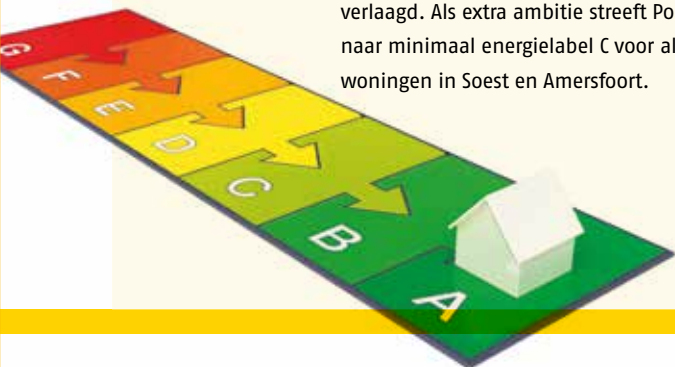 verlaagd. Als extra ambitie streeft Po
naar minimaal energielabel C voor al
woningen in Soest en Amersfoort.
G
F
E
D
C
B
A